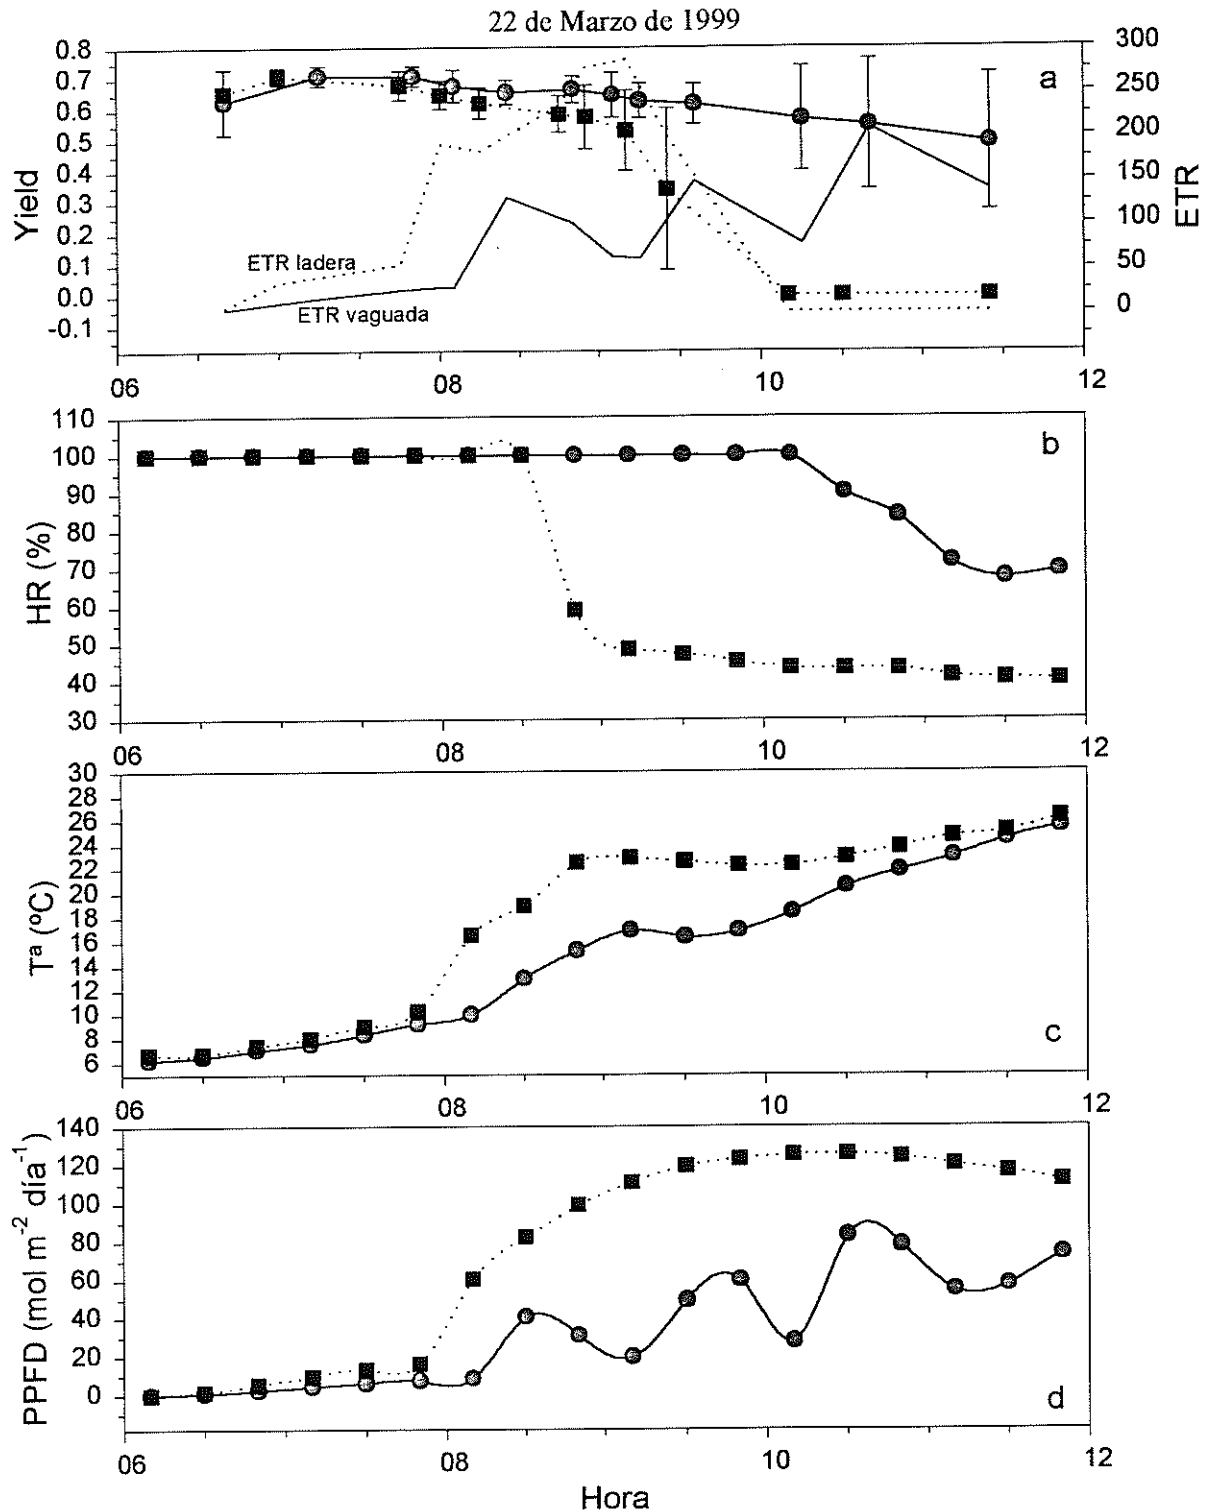 22 de Marzo de 1999
0.8
0.7
0.6
0.5
0.4
0.3
0.2
0.1
0.0
-0.1
Yield
a
ETR ladera
ETR vaguada
300
250
200
150
100
50
0
ETR
06 08 10 12
110
100
90
80
70
60
50
40
30
HR (%)
b
06 08 10 12
30
28
26
24
22
20
18
16
14
12
10
8
6
Tª (ºC)
c
06 08 10 12
140
120
100
80
60
40
20
0
PPFD (mol m⁻² día⁻¹)
d
06 08 10 12
Hora